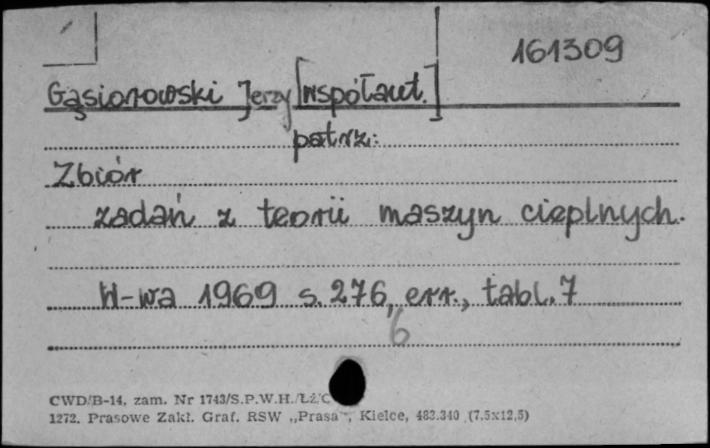 161309
Gąsiorowski Jerzy [współaut.]
patrz:
Zbiór
zadań z teorii maszyn cieplnych.
W-wa 1969 s. 276, err., tabl. 7
6
CWD/B-14, zam. Nr 1743/S.P.W.H./ŁŻ/C
1272. Prasowe Zakł. Graf. RSW „Prasa”, Kielce, 483.340 (7,5x12,5)